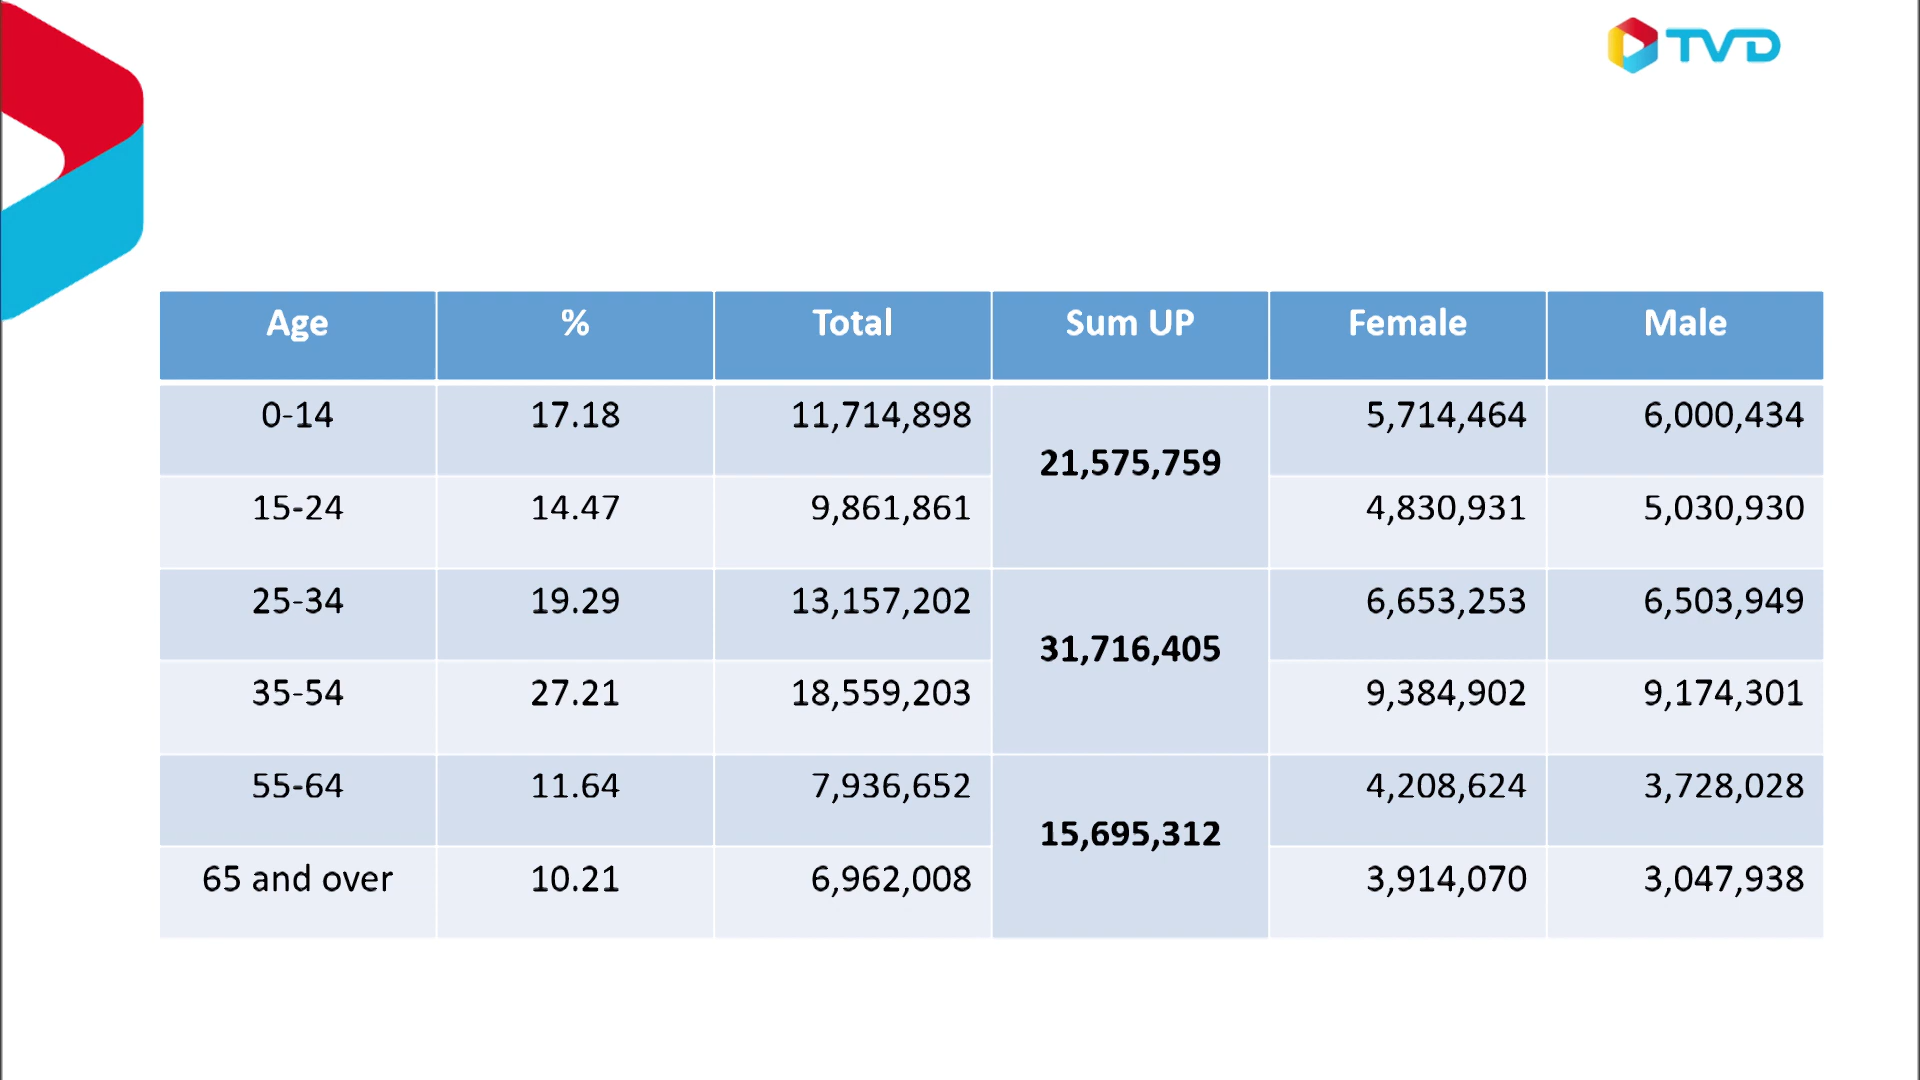 TVD
Age % Total Sum UP Female Male
0-14 17.18 11,714,898 21,575,759 5,714,464 6,000,434
15-24 14.47 9,861,861 4,830,931 5,030,930
25-34 19.29 13,157,202 31,716,405 6,653,253 6,503,949
35-54 27.21 18,559,203 9,384,902 9,174,301
55-64 11.64 7,936,652 15,695,312 4,208,624 3,728,028
65 and over 10.21 6,962,008 3,914,070 3,047,938